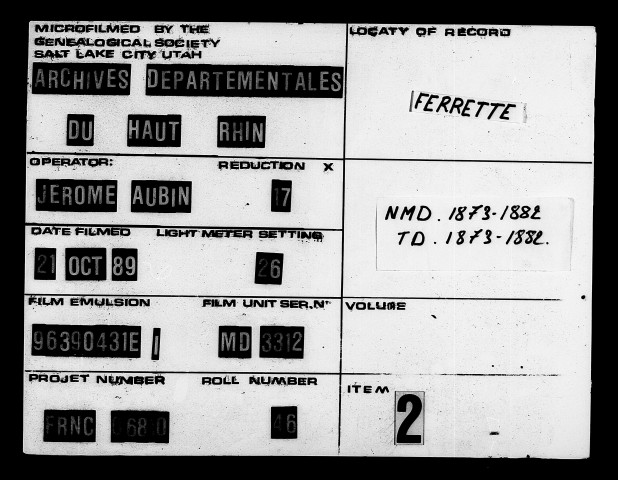 MICROFILMED BY THE
GENEALOGICAL SOCIETY
SALT LAKE CITY UTAH
ARCHIVES DEPARTEMENTALES
DU HAUT RHIN
OPERATOR:
REDUCTION X
JEROME AUBIN
17
DATE FILMED
LIGHT METER SETTING
21 OCT 89
26
FILM EMULSION
FILM UNIT SER.N°
96390431E 1
MD 3312
PROJET NUMBER
ROLL NUMBER
FRNC
46
LOCATY OF RECORD
FERRETTE
NMD. 1873-1882
TD. 1873-1882.
VOLUME
ITEM
2